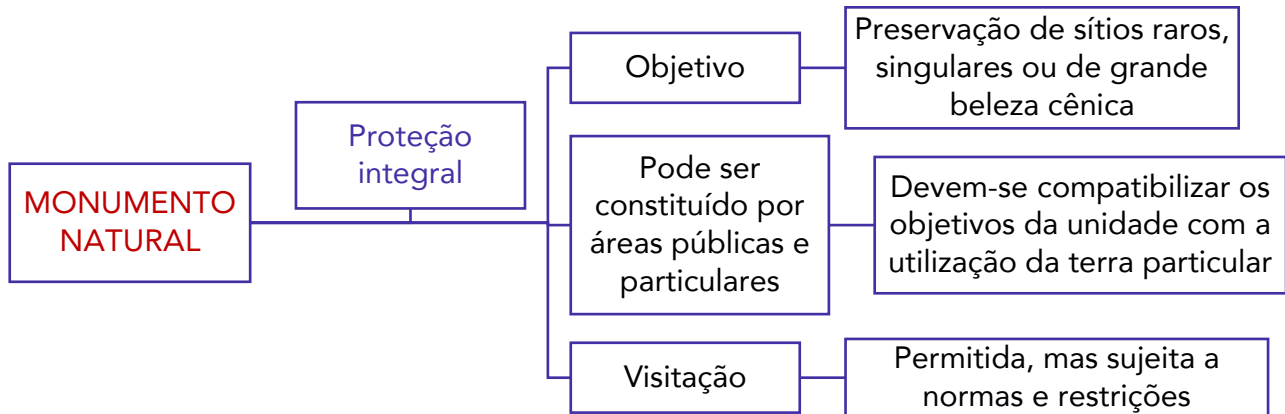 MONUMENTO
NATURAL
Proteção
integral
Objetivo
Preservação de sítios raros,
singulares ou de grande
beleza cênica
Pode ser
constituído por
áreas públicas e
particulares
Devem-se compatibilizar os
objetivos da unidade com a
utilização da terra particular
Visitação
Permitida, mas sujeita a
normas e restrições